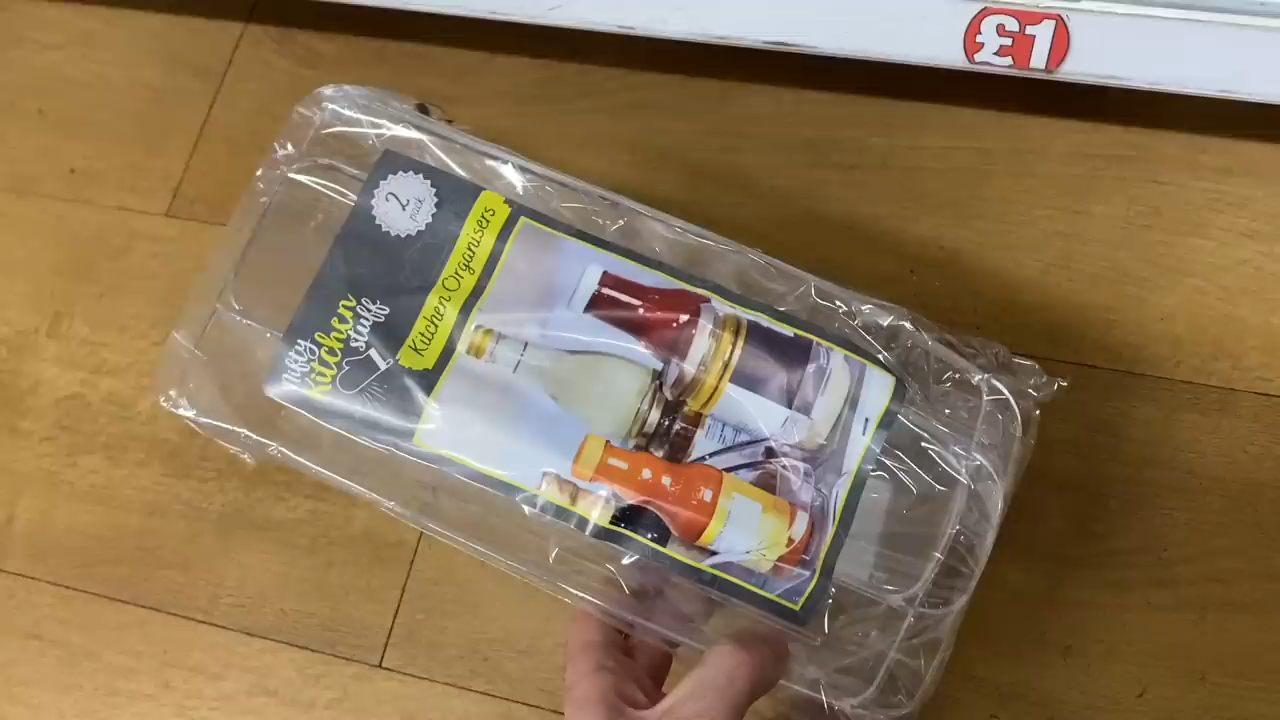 £1
2
pack
Kitchen Organisers
nifty
kitchen
stuff